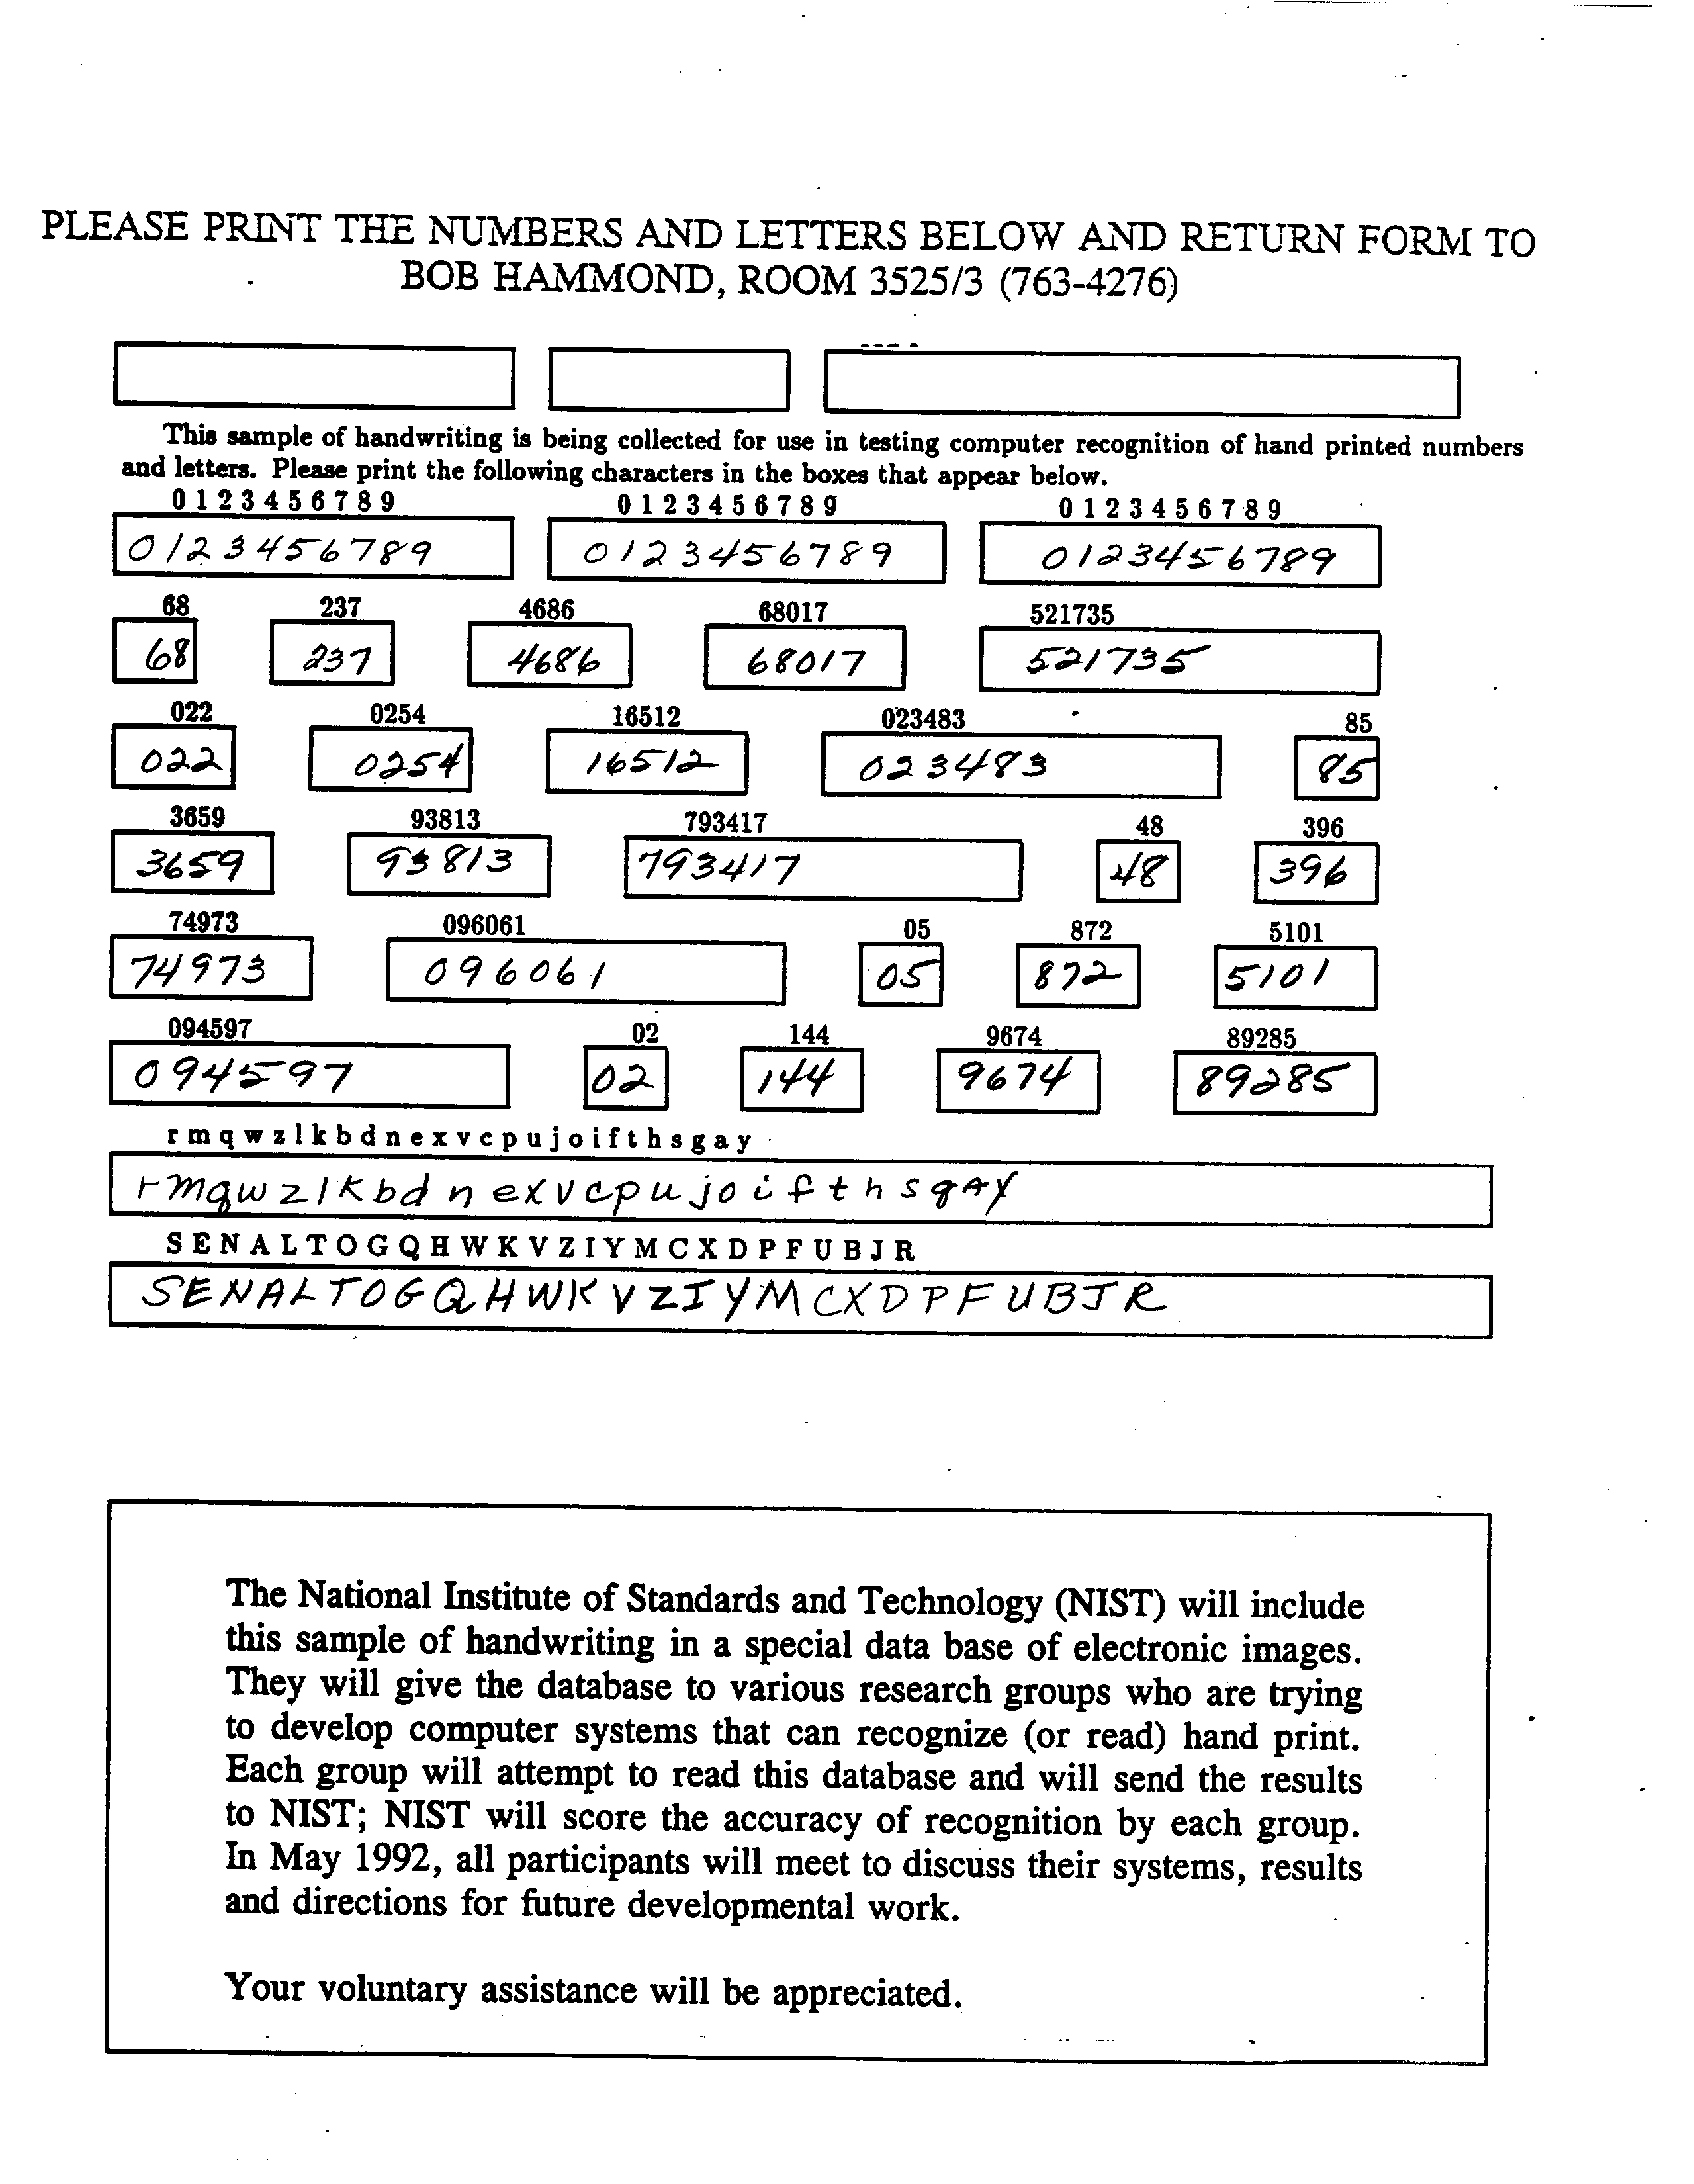 PLEASE PRINT THE NUMBERS AND LETTERS BELOW AND RETURN FORM TO
BOB HAMMOND, ROOM 3525/3 (763-4276)
This sample of handwriting is being collected for use in testing computer recognition of hand printed numbers
and letters. Please print the following characters in the boxes that appear below.
0 1 2 3 4 5 6 7 8 9 0 1 2 3 4 5 6 7 8 9 0 1 2 3 4 5 6 7 8 9
0123456789 0123456789 0123456789
68 237 4686 68017 521735
68 237 4686 68017 521735
022 0254 16512 023483 85
022 0254 16512 023483 85
3659 93813 793417 48 396
3659 93813 793417 48 396
74973 096061 05 872 5101
74973 096061 05 872 5101
094597 02 144 9674 89285
094597 02 144 9674 89285
r m q w z l k b d n e x v c p u j o i f t h s g a y
rmqwzlkbdnexvcpujoifthsgay
S E N A L T O G Q H W K V Z I Y M C X D P F U B J R
SENALTOGQHWKVZIYMCXDPFUBJR
The National Institute of Standards and Technology (NIST) will include
this sample of handwriting in a special data base of electronic images.
They will give the database to various research groups who are trying
to develop computer systems that can recognize (or read) hand print.
Each group will attempt to read this database and will send the results
to NIST; NIST will score the accuracy of recognition by each group.
In May 1992, all participants will meet to discuss their systems, results
and directions for future developmental work.
Your voluntary assistance will be appreciated.